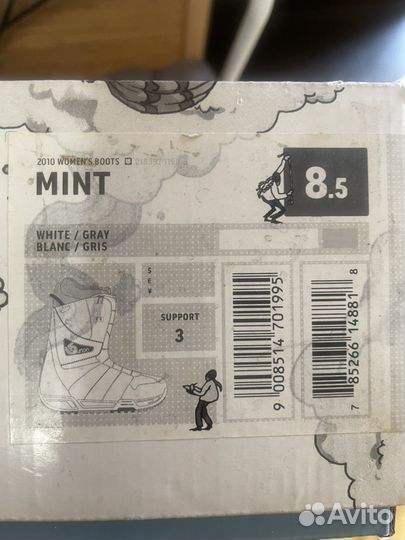 2010 WOMEN'S BOOTS
MINT
8.5
WHITE / GRAY
BLANC / GRIS
$
€
¥
SUPPORT
3
9 008514 701995
7 85266 14881 8
Avito